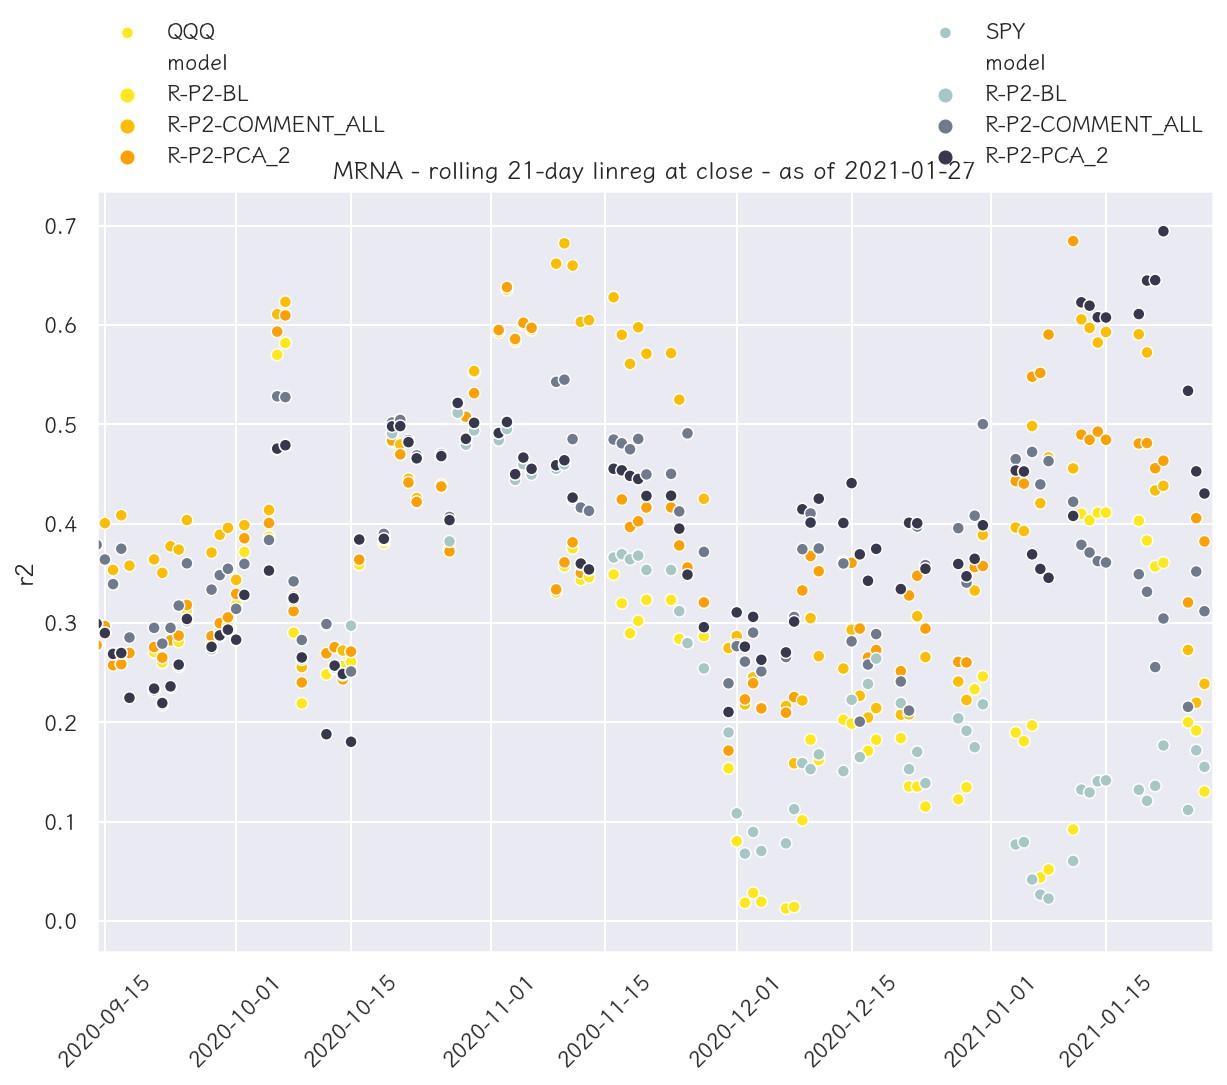 QQQ
model
R-P2-BL
R-P2-COMMENT_ALL
R-P2-PCA_2
SPY
model
R-P2-BL
R-P2-COMMENT_ALL
R-P2-PCA_2
MRNA - rolling 21-day linreg at close - as of 2021-01-27
r2
0.7
0.6
0.5
0.4
0.3
0.2
0.1
0.0
2020-09-15
2020-10-01
2020-10-15
2020-11-01
2020-11-15
2020-12-01
2020-12-15
2021-01-01
2021-01-15